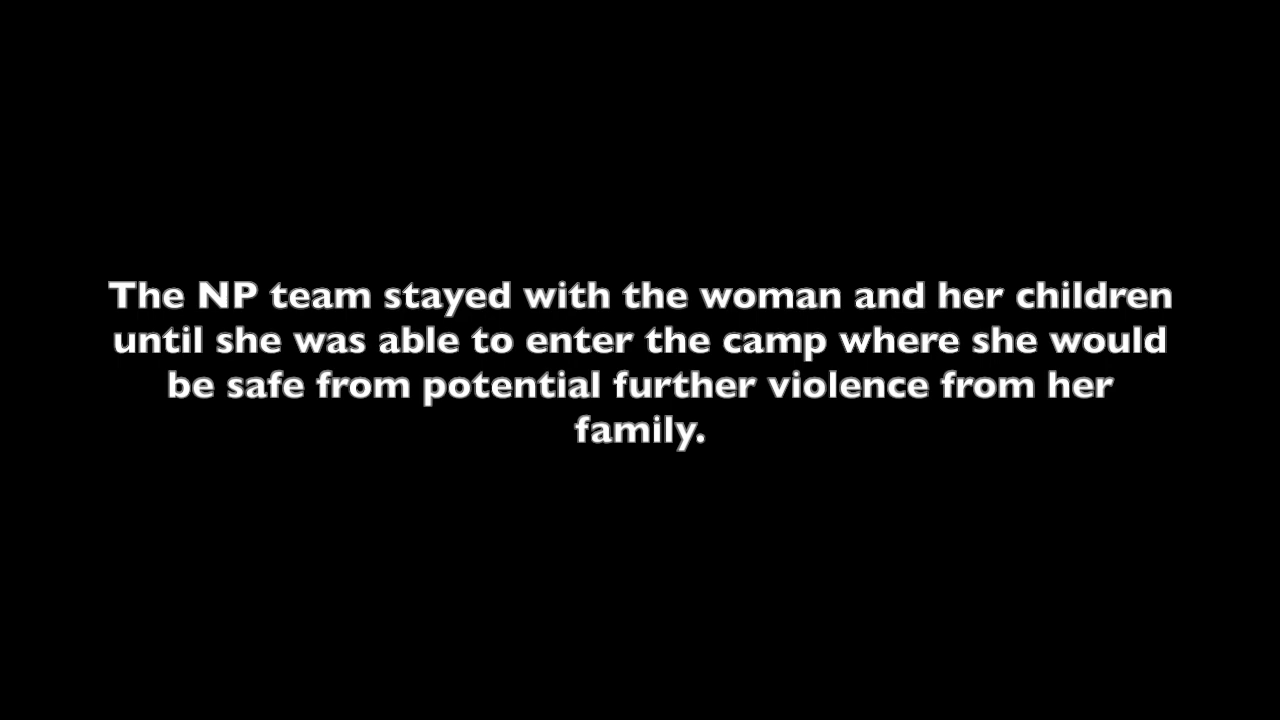 The NP team stayed with the woman and her children
until she was able to enter the camp where she would
be safe from potential further violence from her
family.